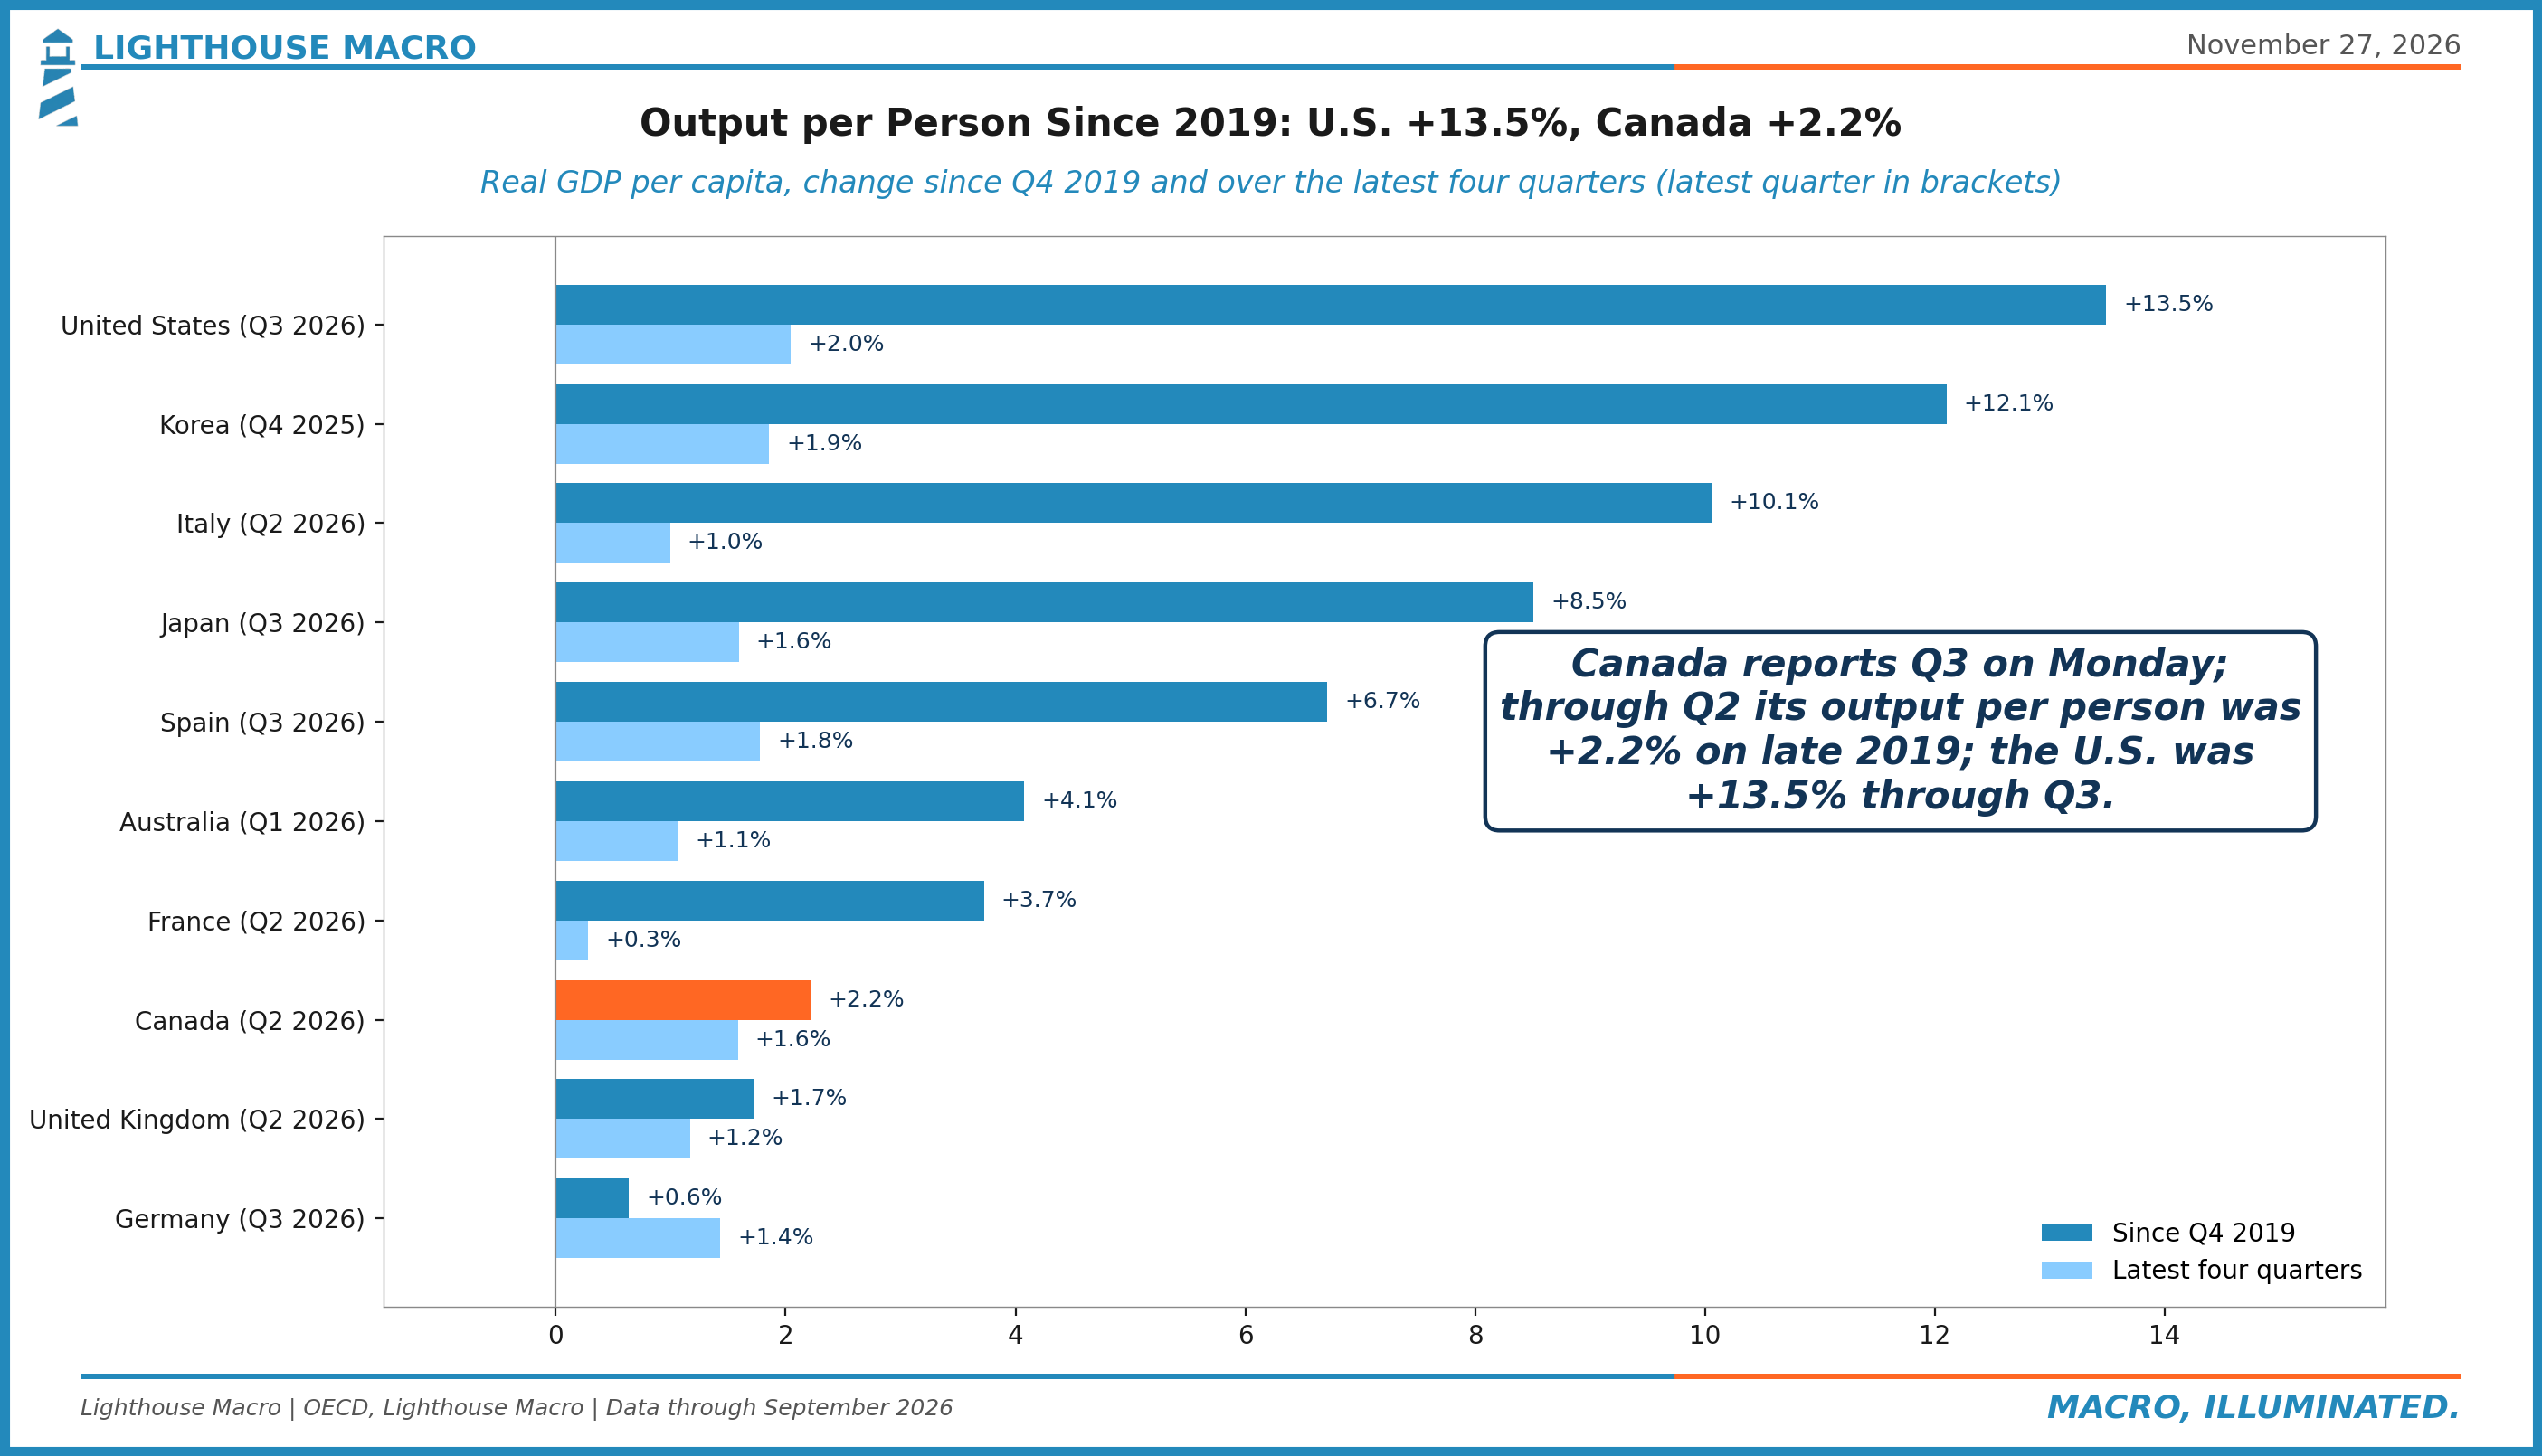 LIGHTHOUSE MACRO
November 27, 2026
Output per Person Since 2019: U.S. +13.5%, Canada +2.2%
Real GDP per capita, change since Q4 2019 and over the latest four quarters (latest quarter in brackets)
United States (Q3 2026)
+13.5%
+2.0%
Korea (Q4 2025)
+12.1%
+1.9%
Italy (Q2 2026)
+10.1%
+1.0%
Japan (Q3 2026)
+8.5%
+1.6%
Spain (Q3 2026)
+6.7%
+1.8%
Australia (Q1 2026)
+4.1%
+1.1%
France (Q2 2026)
+3.7%
+0.3%
Canada (Q2 2026)
+2.2%
+1.6%
United Kingdom (Q2 2026)
+1.7%
+1.2%
Germany (Q3 2026)
+0.6%
+1.4%
Canada reports Q3 on Monday;
through Q2 its output per person was
+2.2% on late 2019; the U.S. was
+13.5% through Q3.
Since Q4 2019
Latest four quarters
0 2 4 6 8 10 12 14
Lighthouse Macro | OECD, Lighthouse Macro | Data through September 2026
MACRO, ILLUMINATED.